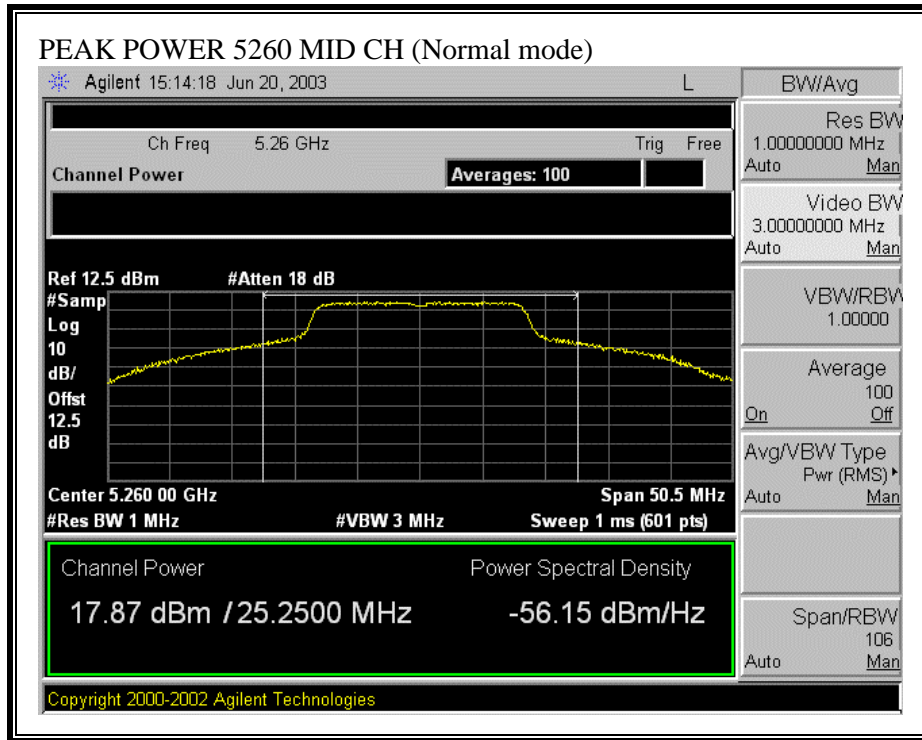 PEAK POWER 5260 MID CH (Normal mode)
Agilent 15:14:18 Jun 20, 2003 L
BW/Avg
Ch Freq 5.26 GHz Trig Free
Channel Power Averages: 100
Res BW
1.00000000 MHz
Auto Man
Video BW
3.00000000 MHz
Auto Man
VBW/RBW
1.00000
Average
100
On Off
Avg/VBW Type
Pwr (RMS)
Auto Man
Span/RBW
106
Auto Man
Ref 12.5 dBm #Atten 18 dB
#Samp
Log
10
dB/
Offst
12.5
dB
Center 5.260 00 GHz Span 50.5 MHz
#Res BW 1 MHz #VBW 3 MHz Sweep 1 ms (601 pts)
Channel Power Power Spectral Density
17.87 dBm / 25.2500 MHz -56.15 dBm/Hz
Copyright 2000-2002 Agilent Technologies